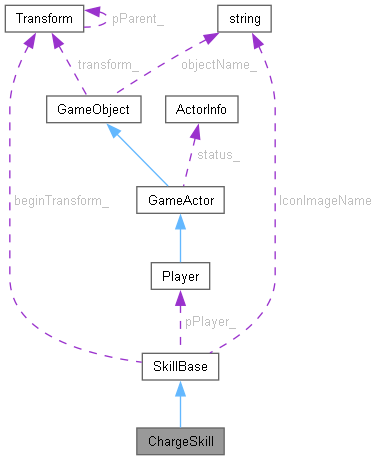 Transform
pParent_
string
transform_
objectName_
GameObject
ActorInfo
status_
beginTransform_
GameActor
IconImageName
Player
pPlayer_
SkillBase
ChargeSkill